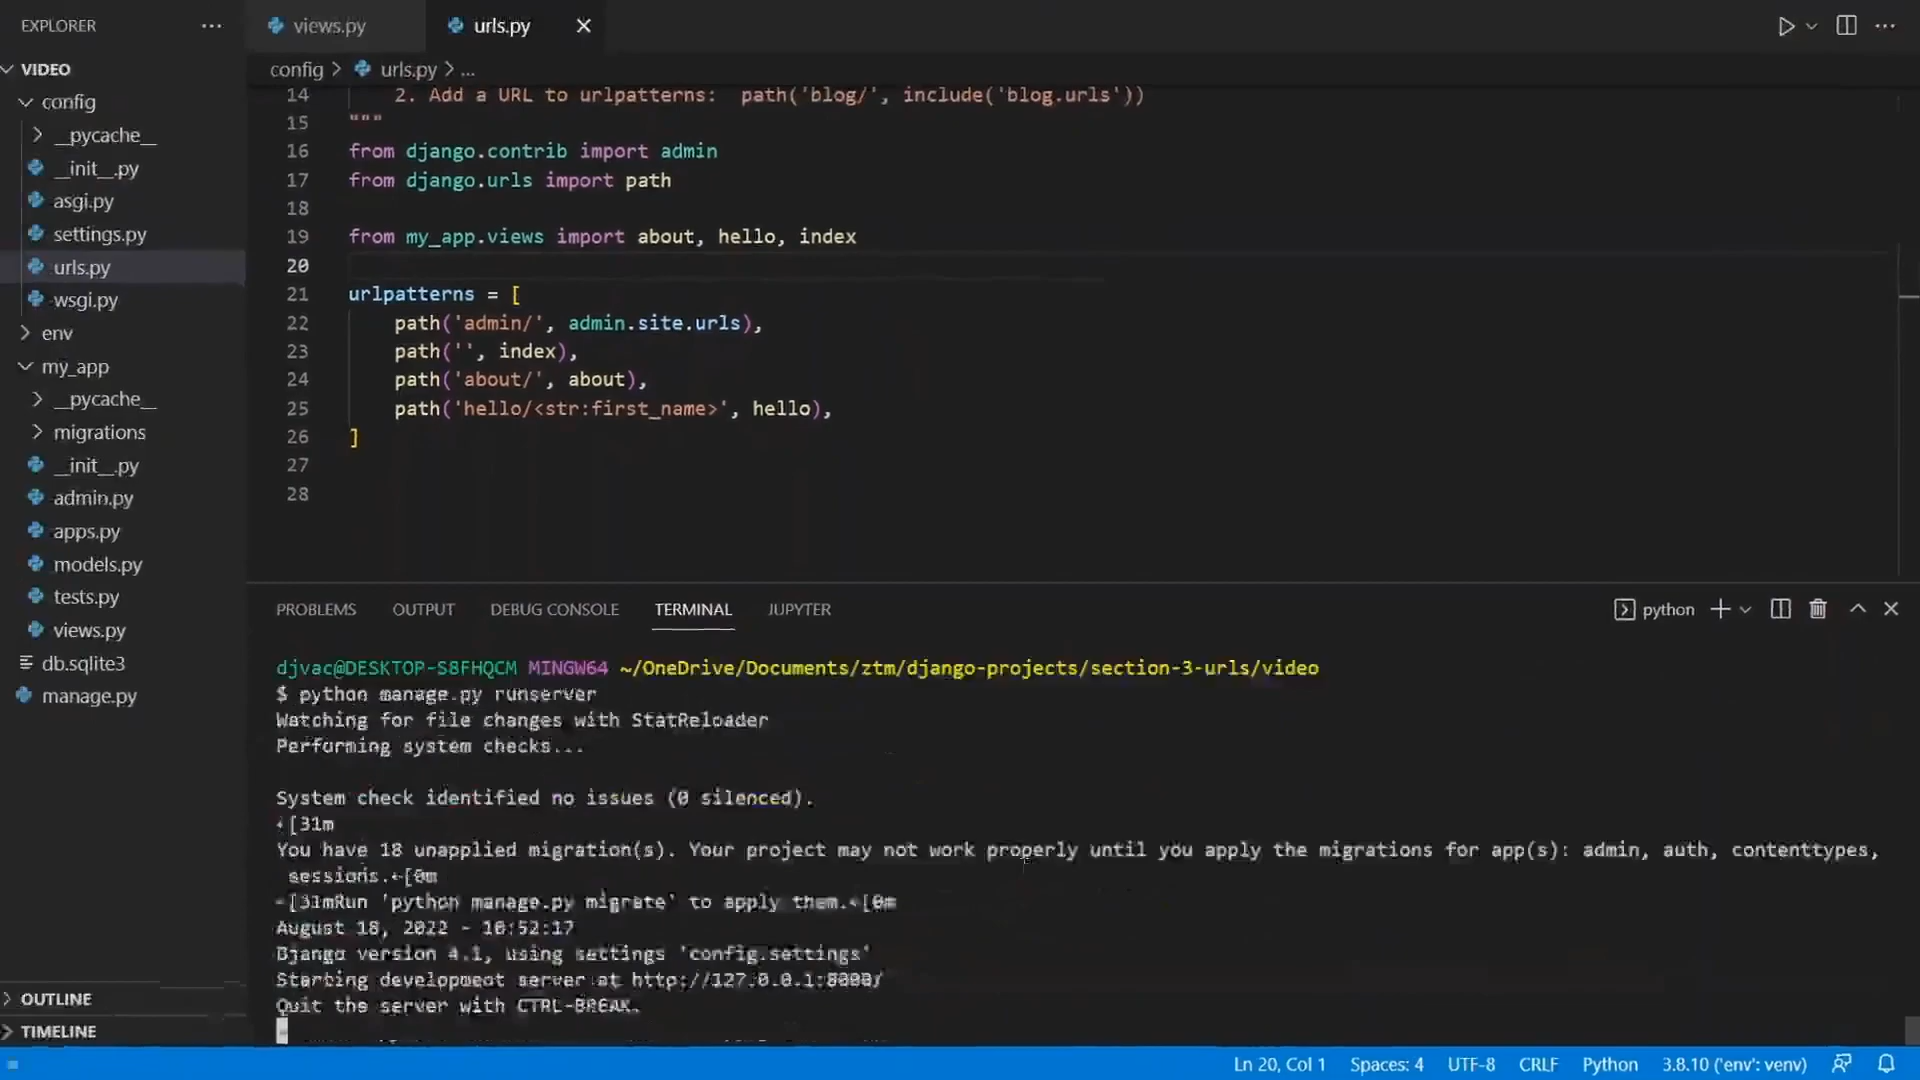 EXPLORER
VIDEO
config
__pycache__
__init__.py
asgi.py
settings.py
urls.py
wsgi.py
env
my_app
__pycache__
migrations
__init__.py
admin.py
apps.py
models.py
tests.py
views.py
db.sqlite3
manage.py
OUTLINE
TIMELINE
views.py
urls.py
config > urls.py > ...
14 2. Add a URL to urlpatterns:  path('blog/', include('blog.urls'))
15 """
16 from django.contrib import admin
17 from django.urls import path
18
19 from my_app.views import about, hello, index
20
21 urlpatterns = [
22     path('admin/', admin.site.urls),
23     path('', index),
24     path('about/', about),
25     path('hello/<str:first_name>', hello),
26 ]
27
28
PROBLEMS OUTPUT DEBUG CONSOLE TERMINAL JUPYTER
python
djvac@DESKTOP-S8FHQCM MINGW64 ~/OneDrive/Documents/ztm/django-projects/section-3-urls/video
$ python manage.py runserver
Watching for file changes with StatReloader
Performing system checks...
System check identified no issues (0 silenced).
←[31m
You have 18 unapplied migration(s). Your project may not work properly until you apply the migrations for app(s): admin, auth, contenttypes,
sessions.←[0m
←[31mRun 'python manage.py migrate' to apply them.←[0m
August 18, 2022 - 10:52:17
Django version 4.1, using settings 'config.settings'
Starting development server at http://127.0.0.1:8000/
Quit the server with CTRL-BREAK.
Ln 20, Col 1 Spaces: 4 UTF-8 CRLF Python 3.8.10 ('env': venv)